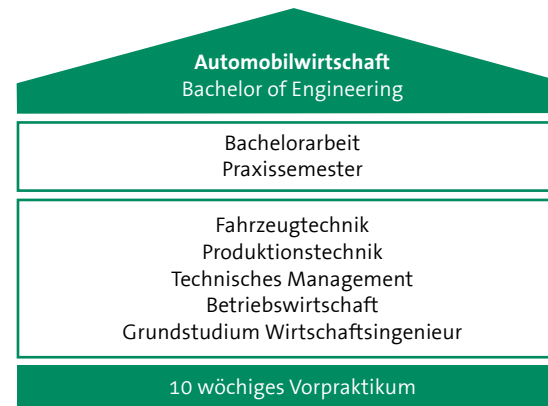 Automobilwirtschaft
Bachelor of Engineering
Bachelorarbeit
Praxissemester
Fahrzeugtechnik
Produktionstechnik
Technisches Management
Betriebswirtschaft
Grundstudium Wirtschaftsingenieur
10 wöchiges Vorpraktikum